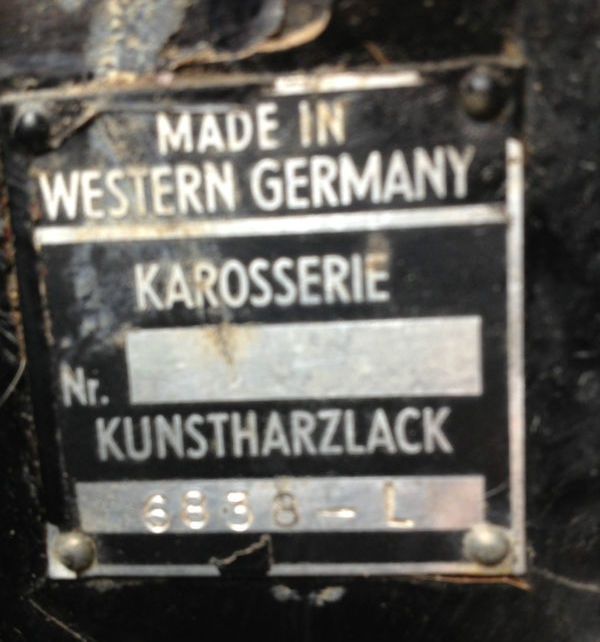 MADE IN
WESTERN GERMANY
KAROSSERIE
Nr.
KUNSTHARZLACK
6838-L